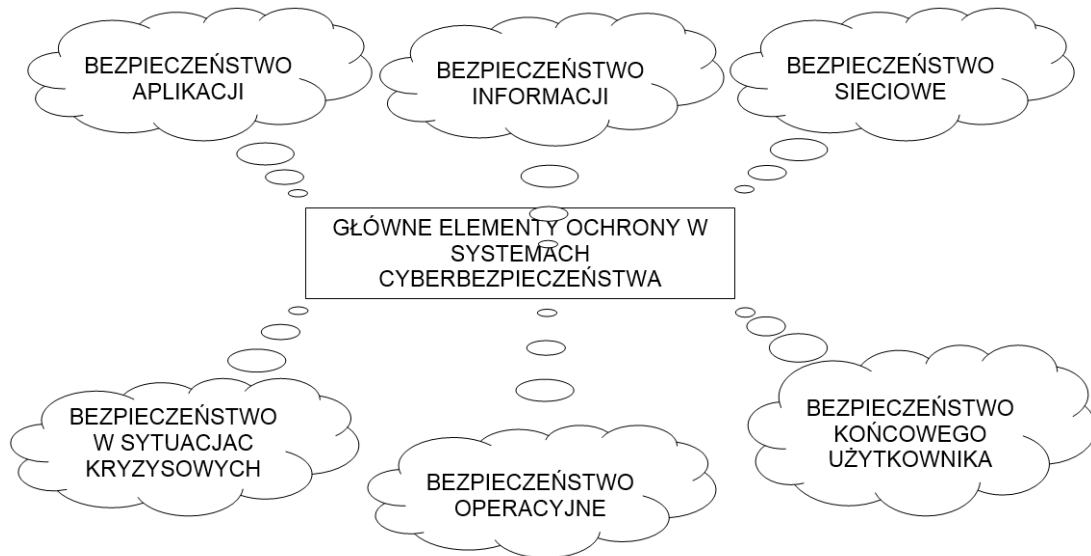 BEZPIECZEŃSTWO
APLIKACJI
BEZPIECZEŃSTWO
INFORMACJI
BEZPIECZEŃSTWO
SIECIOWE
GŁÓWNE ELEMENTY OCHRONY W
SYSTEMACH
CYBERBEZPIECZEŃSTWA
BEZPIECZEŃSTWO
W SYTUACJAC
KRYZYSOWYCH
BEZPIECZEŃSTWO
OPERACYJNE
BEZPIECZEŃSTWO
KOŃCOWEGO
UŻYTKOWNIKA